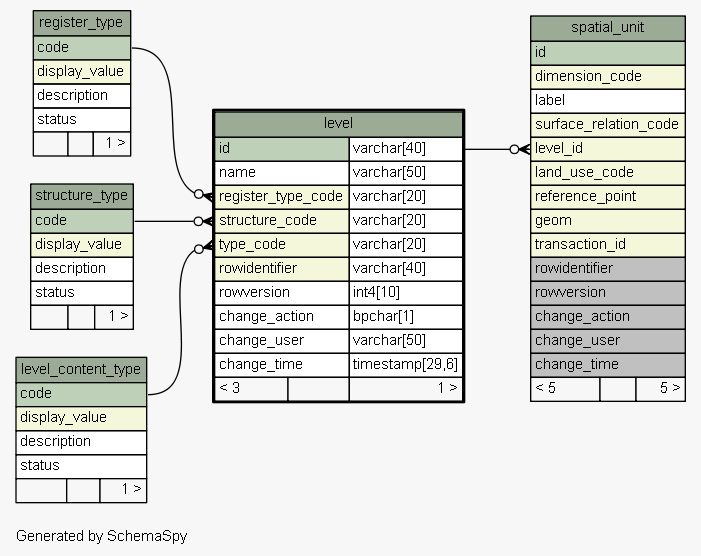 register_type
code
display_value
description
status
1 >
structure_type
code
display_value
description
status
1 >
level_content_type
code
display_value
description
status
1 >
level
id varchar[40]
name varchar[50]
register_type_code varchar[20]
structure_code varchar[20]
type_code varchar[20]
rowidentifier varchar[40]
rowversion int4[10]
change_action bpchar[1]
change_user varchar[50]
change_time timestamp[29,6]
< 3 1 >
spatial_unit
id
dimension_code
label
surface_relation_code
level_id
land_use_code
reference_point
geom
transaction_id
rowidentifier
rowversion
change_action
change_user
change_time
< 5 5 >
Generated by SchemaSpy